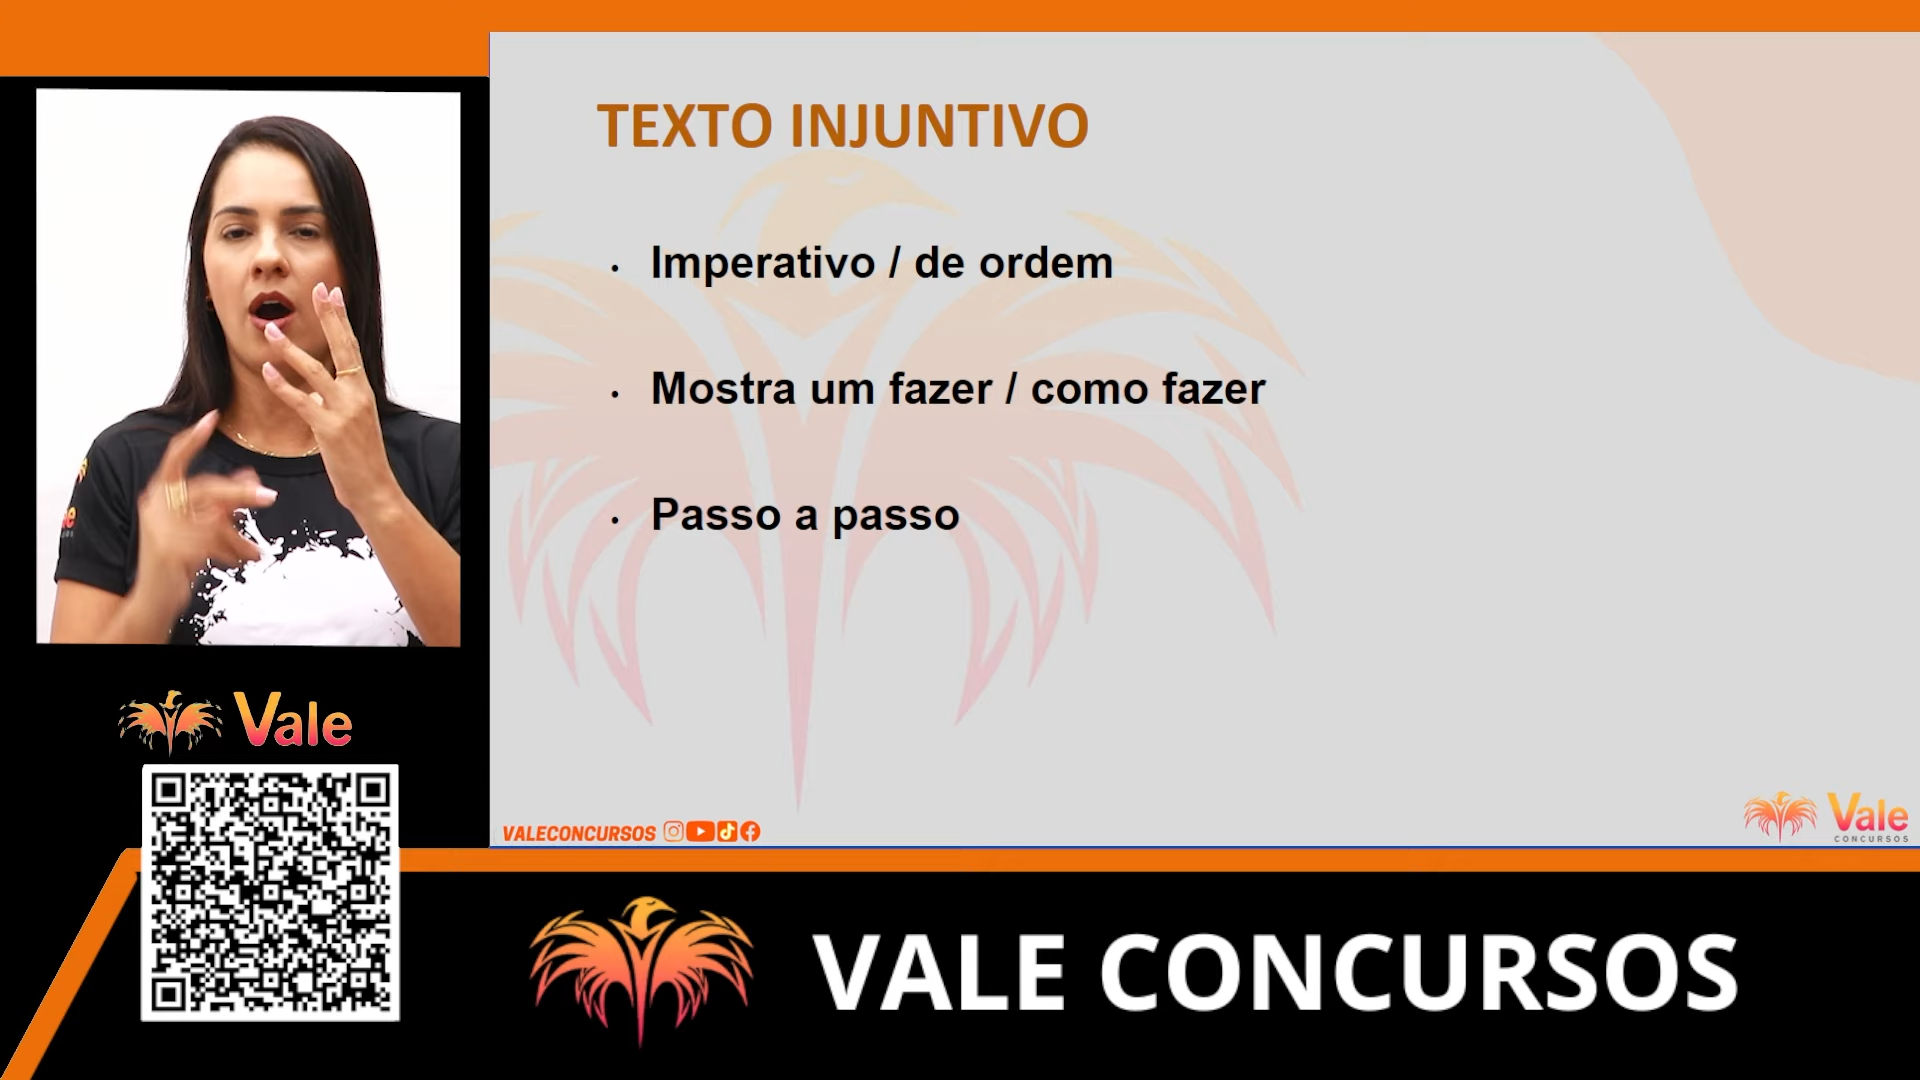 TEXTO INJUNTIVO
• Imperativo / de ordem
• Mostra um fazer / como fazer
• Passo a passo
Vale
VALECONCURSOS
Vale
CONCURSOS
VALE CONCURSOS